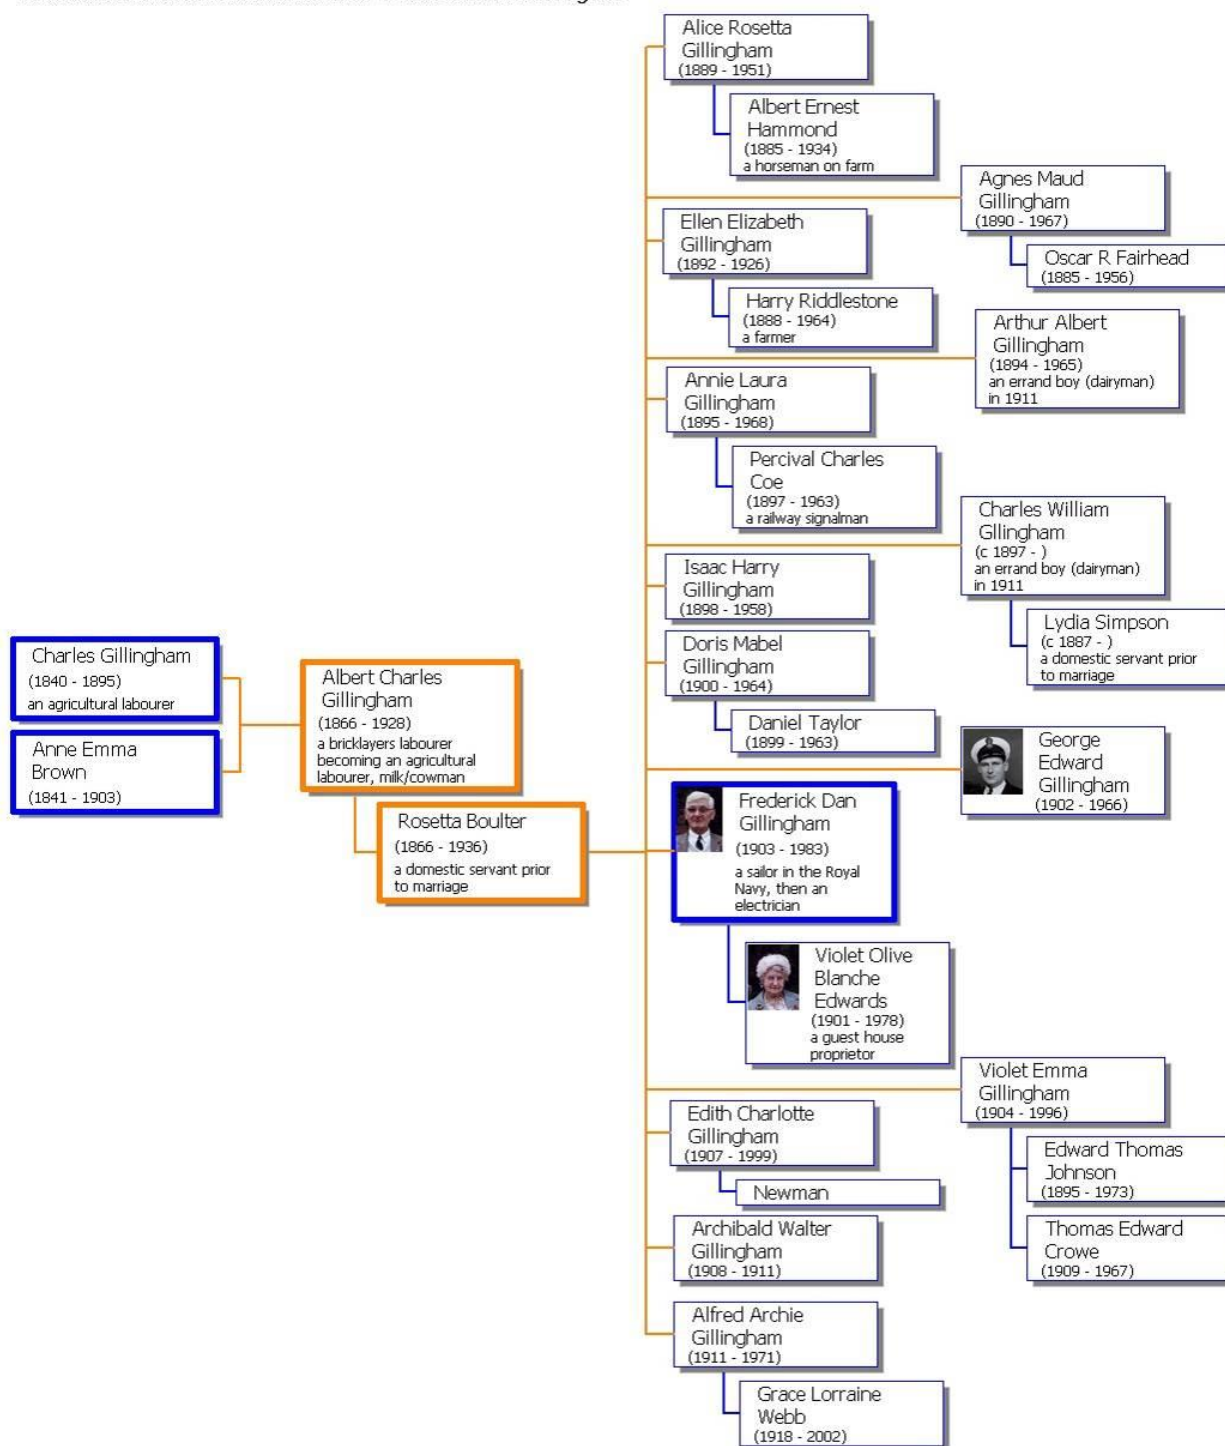 Alice Rosetta
Gillingham
(1889 - 1951)
Albert Ernest
Hammond
(1885 - 1934)
a horseman on farm
Agnes Maud
Gillingham
(1890 - 1967)
Oscar R Fairhead
(1885 - 1956)
Ellen Elizabeth
Gillingham
(1892 - 1926)
Harry Riddlestone
(1888 - 1964)
a farmer
Arthur Albert
Gillingham
(1894 - 1965)
an errand boy (dairyman)
in 1911
Annie Laura
Gillingham
(1895 - 1968)
Percival Charles
Coe
(1897 - 1963)
a railway signalman
Charles William
Gllingham
(c 1897 - )
an errand boy (dairyman)
in 1911
Lydia Simpson
(c 1887 - )
a domestic servant prior
to marriage
Isaac Harry
Gillingham
(1898 - 1958)
Doris Mabel
Gillingham
(1900 - 1964)
Daniel Taylor
(1899 - 1963)
Charles Gillingham
(1840 - 1895)
an agricultural labourer
Anne Emma
Brown
(1841 - 1903)
Albert Charles
Gillingham
(1866 - 1928)
a bricklayers labourer
becoming an agricultural
labourer, milk/cowman
Rosetta Boulter
(1866 - 1936)
a domestic servant prior
to marriage
George
Edward
Gillingham
(1902 - 1966)
Frederick Dan
Gillingham
(1903 - 1983)
a sailor in the Royal
Navy, then an
electrician
Violet Olive
Blanche
Edwards
(1901 - 1978)
a guest house
proprietor
Violet Emma
Gillingham
(1904 - 1996)
Edward Thomas
Johnson
(1895 - 1973)
Thomas Edward
Crowe
(1909 - 1967)
Edith Charlotte
Gillingham
(1907 - 1999)
Newman
Archibald Walter
Gillingham
(1908 - 1911)
Alfred Archie
Gillingham
(1911 - 1971)
Grace Lorraine
Webb
(1918 - 2002)